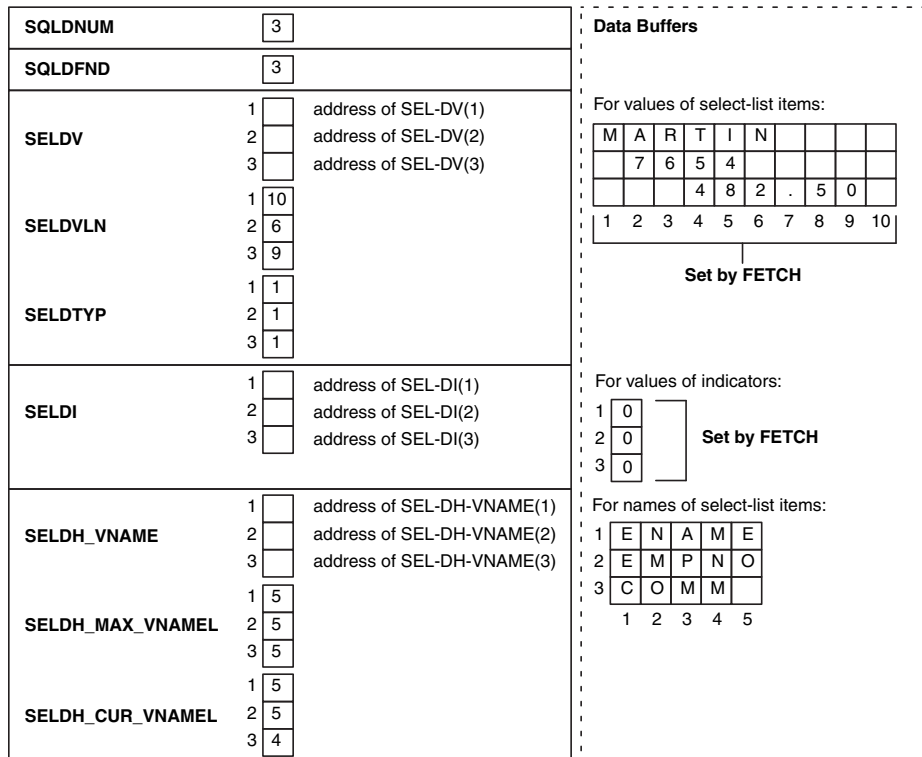 SQLDNUM 3
SQLDFND 3
SELDV
1 address of SEL-DV(1)
2 address of SEL-DV(2)
3 address of SEL-DV(3)
SELDVLN
1 10
2 6
3 9
SELDTYP
1 1
2 1
3 1
SELDI
1 address of SEL-DI(1)
2 address of SEL-DI(2)
3 address of SEL-DI(3)
SELDH_VNAME
1 address of SEL-DH-VNAME(1)
2 address of SEL-DH-VNAME(2)
3 address of SEL-DH-VNAME(3)
SELDH_MAX_VNAMEL
1 5
2 5
3 5
SELDH_CUR_VNAMEL
1 5
2 5
3 4
Data Buffers
For values of select-list items:
M A R T I N
7 6 5 4
4 8 2 . 5 0
1 2 3 4 5 6 7 8 9 10
Set by FETCH
For values of indicators:
1 0
2 0
3 0
Set by FETCH
For names of select-list items:
1 E N A M E
2 E M P N O
3 C O M M
1 2 3 4 5